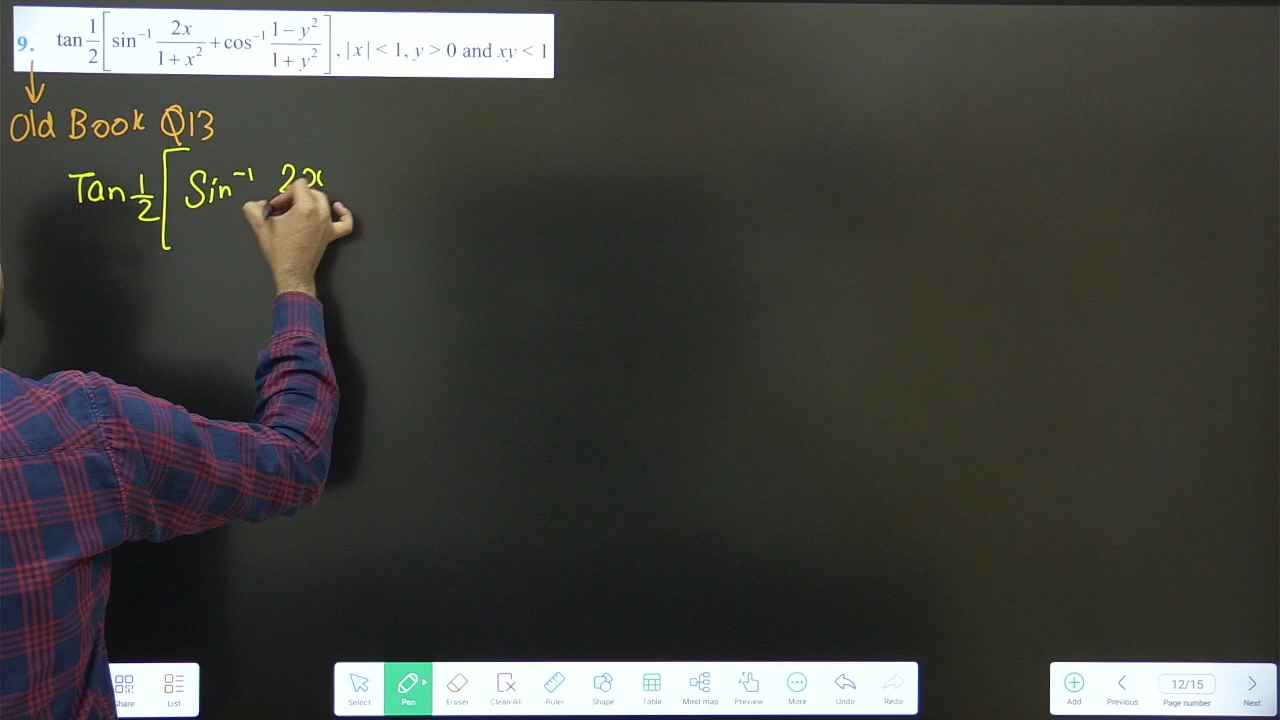 9. tan 1/2 [ sin⁻¹ 2x/(1+x²) + cos⁻¹ (1−y²)/(1+y²) ] , |x| < 1, y > 0 and xy < 1
Old Book Q13
Tan 1/2 [ Sin⁻¹ 2x
Share List Select Pen Eraser Clean All Ruler Shape Table Mind map Preview More Undo Redo Add Previous 12/15 Page number Next